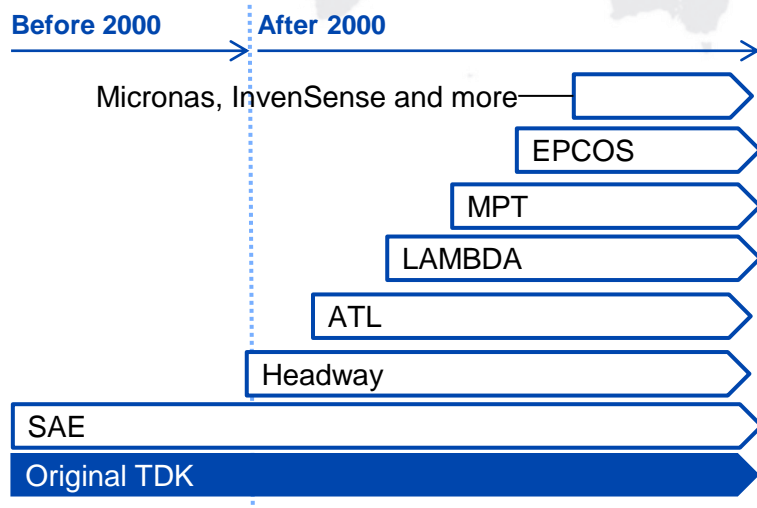 Before 2000
After 2000
Micronas, InvenSense and more
EPCOS
MPT
LAMBDA
ATL
Headway
SAE
Original TDK